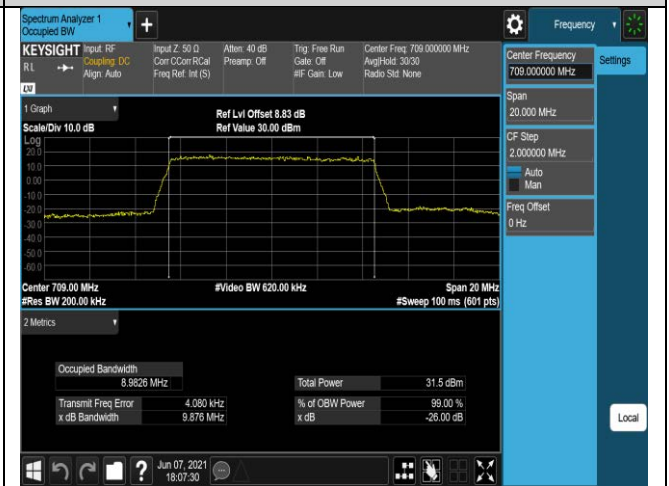 Spectrum Analyzer 1
Occupied BW
+
Frequency
KEYSIGHT
RL
Input: RF
Coupling: DC
Align: Auto
Input Z: 50 Ω
Corr CCorr RCal
Freq Ref: Int (S)
Atten: 40 dB
Preamp: Off
Trig: Free Run
Gate: Off
#IF Gain: Low
Center Freq: 709.000000 MHz
Avg|Hold: 30/30
Radio Std: None
LXI
1 Graph
Scale/Div 10.0 dB
Ref Lvl Offset 8.83 dB
Ref Value 30.00 dBm
Log
20.0
10.0
0.00
-10.0
-20.0
-30.0
-40.0
-50.0
-60.0
Center 709.00 MHz
#Res BW 200.00 kHz
#Video BW 620.00 kHz
Span 20 MHz
#Sweep 100 ms (601 pts)
2 Metrics
Occupied Bandwidth
8.9826 MHz
Total Power 31.5 dBm
Transmit Freq Error 4.080 kHz
% of OBW Power 99.00 %
x dB Bandwidth 9.876 MHz
x dB -26.00 dB
Center Frequency
709.000000 MHz
Settings
Span
20.000 MHz
CF Step
2.000000 MHz
Auto
Man
Freq Offset
0 Hz
Local
?
Jun 07, 2021
18:07:30